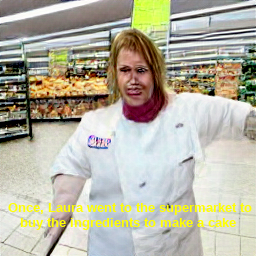 Once, Laura went to the supermarket to
buy the ingredients to make a cake